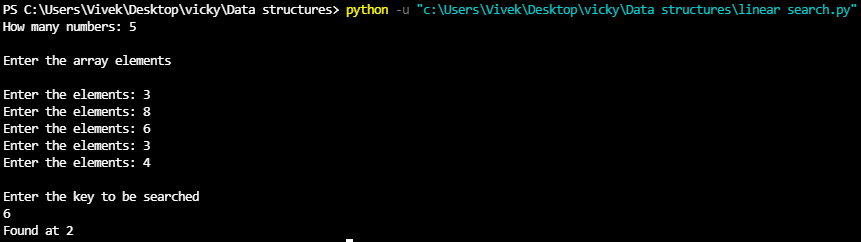 PS C:\Users\Vivek\Desktop\vicky\Data structures> python -u "c:\Users\Vivek\Desktop\vicky\Data structures\linear search.py"
How many numbers: 5
Enter the array elements
Enter the elements: 3
Enter the elements: 8
Enter the elements: 6
Enter the elements: 3
Enter the elements: 4
Enter the key to be searched
6
Found at 2